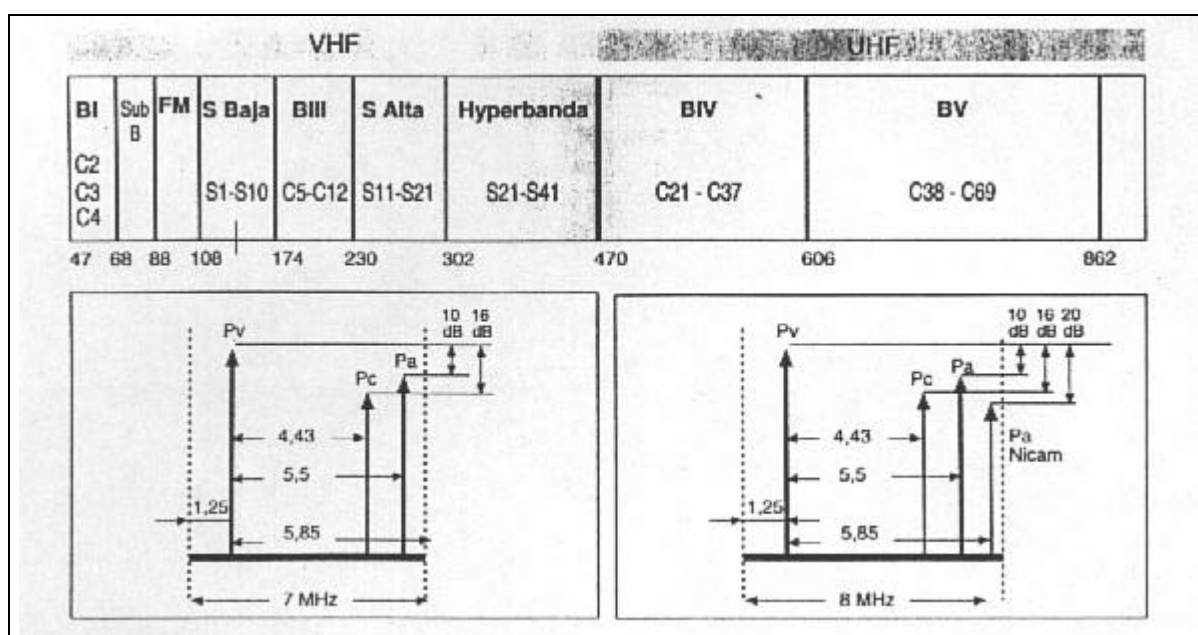 VHF UHF
BI Sub B FM S Baja BIII S Alta Hyperbanda BIV BV
C2
C3 S1-S10 C5-C12 S11-S21 S21-S41 C21 - C37 C38 - C69
C4
47 68 88 108 174 230 302 470 606 862
10 dB 16 dB
Pv
Pa
Pc
4,43
5,5
1,25
5,85
7 MHz
10 dB 16 dB 20 dB
Pv
Pa
Pc
4,43
Pa
Nicam
5,5
1,25
5,85
8 MHz